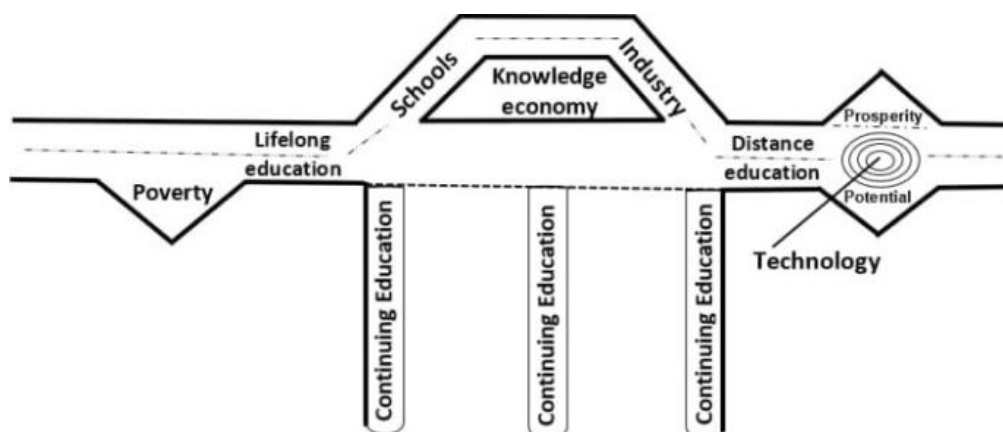 Schools
Industry
Knowledge
economy
Lifelong
education
Distance
education
Prosperity
Potential
Poverty
Technology
Continuing Education
Continuing Education
Continuing Education